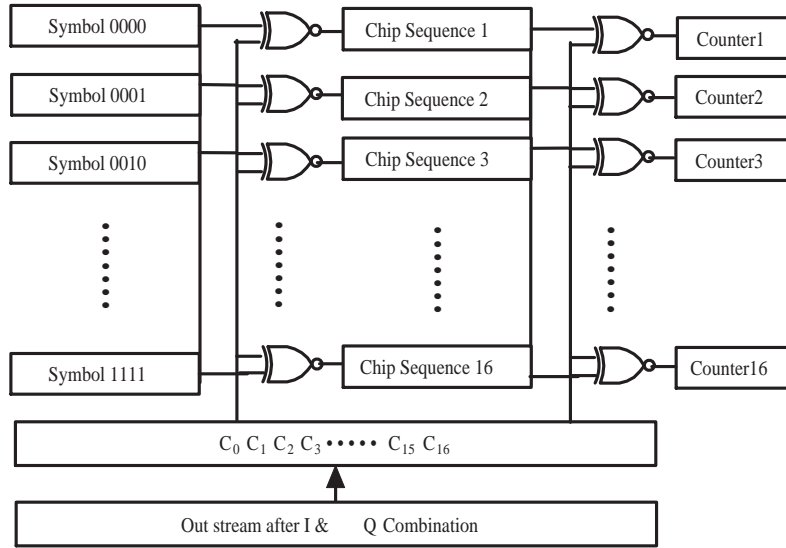 Symbol 0000
Chip Sequence 1
Counter1
Symbol 0001
Chip Sequence 2
Counter2
Symbol 0010
Chip Sequence 3
Counter3
Symbol 1111
Chip Sequence 16
Counter16
C0 C1 C2 C3 ••••• C15 C16
Out stream after I & Q Combination